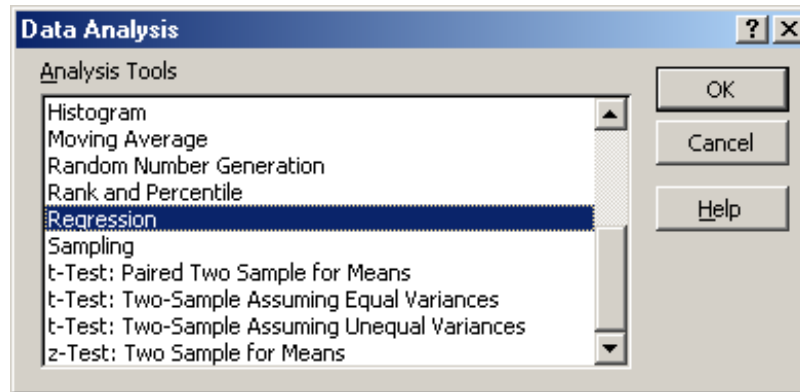 Data Analysis
Analysis Tools
Histogram
Moving Average
Random Number Generation
Rank and Percentile
Regression
Sampling
t-Test: Paired Two Sample for Means
t-Test: Two-Sample Assuming Equal Variances
t-Test: Two-Sample Assuming Unequal Variances
z-Test: Two Sample for Means
OK
Cancel
Help